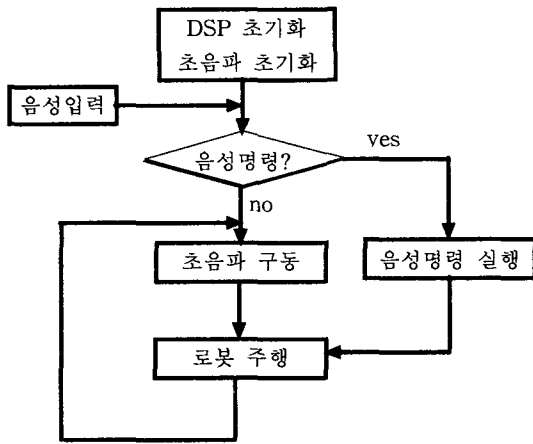 DSP 초기화
초음파 초기화
음성입력
음성명령?
yes
no
초음파 구동
음성명령 실행
로봇 주행